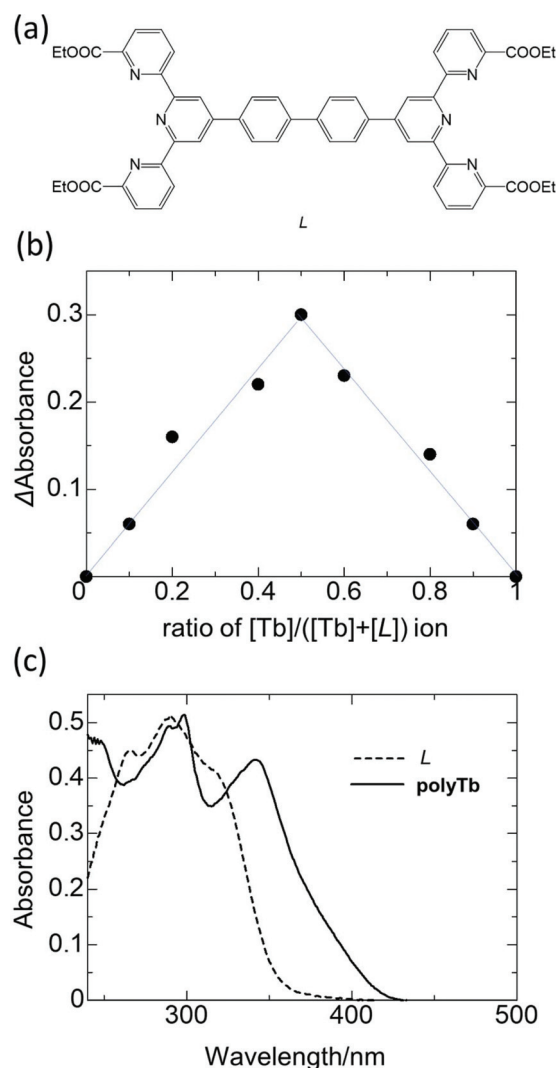 (a)
EtOOC N N COOEt
N N
EtOOC N N COOEt
L
(b)
0.3
0.2
0.1
ΔAbsorbance
0 0 0.2 0.4 0.6 0.8 1
ratio of [Tb]/([Tb]+[L]) ion
(c)
0.5
0.4
0.3
0.2
0.1
0
Absorbance
L
polyTb
300 400 500
Wavelength/nm